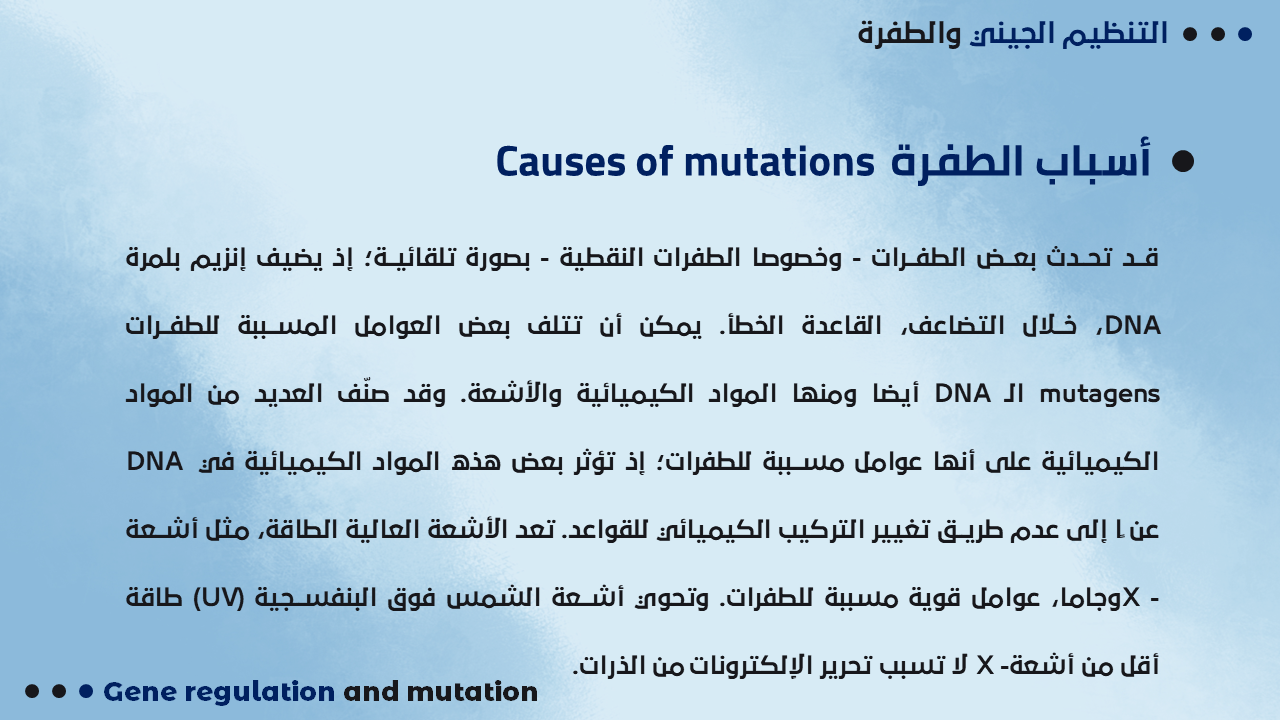 التنظيم الجيني والطفرة
أسباب الطفرة Causes of mutations
قد تحدث بعض الطفرات - وخصوصا الطفرات النقطية - بصورة تلقائية؛ إذ يضيف إنزيم بلمرة
DNA، خلال التضاعف، القاعدة الخطأ. يمكن أن تتلف بعض العوامل المسببة للطفرات
mutagens الـ DNA أيضا ومنها المواد الكيميائية والأشعة. وقد صنّف العديد من المواد
الكيميائية على أنها عوامل مسببة للطفرات؛ إذ تؤثر بعض هذه المواد الكيميائية في DNA
عن إلى عدم طريق تغيير التركيب الكيميائي للقواعد. تعد الأشعة العالية الطاقة، مثل أشعة
- X وجاما، عوامل قوية مسببة للطفرات. وتحوي أشعة الشمس فوق البنفسجية (UV) طاقة
أقل من أشعة- X لا تسبب تحرير الإلكترونات من الذرات.
Gene regulation and mutation